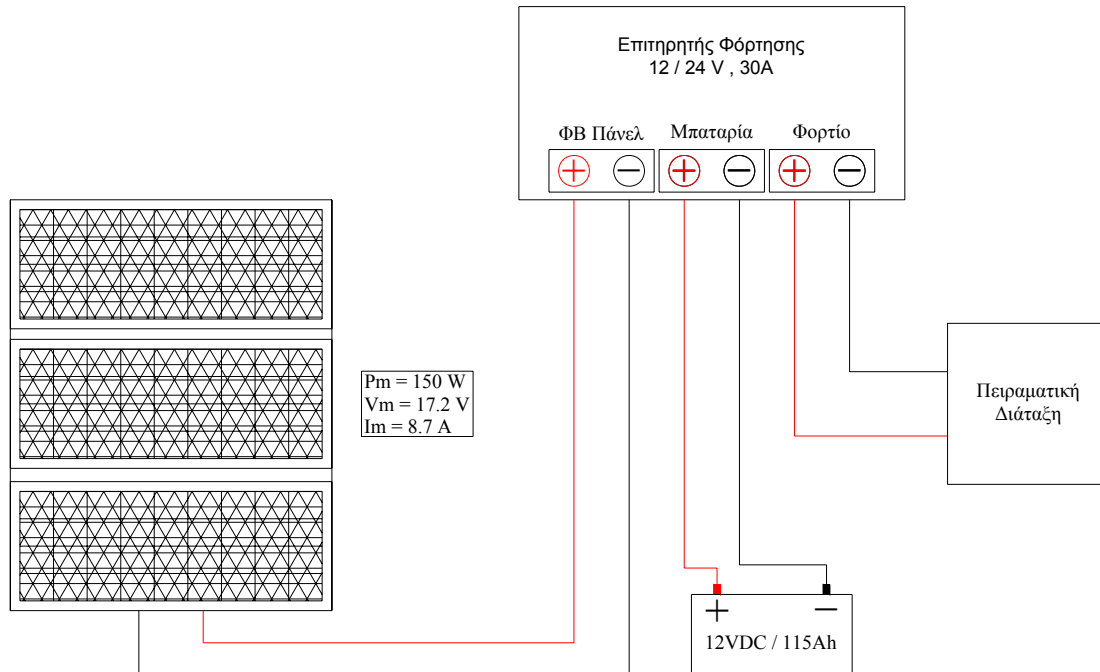 Επιτηρητής Φόρτησης
12 / 24 V , 30A
ΦΒ Πάνελ
Μπαταρία
Φορτίο
+
−
+
−
+
−
Pm = 150 W
Vm = 17.2 V
Im = 8.7 A
Πειραματική
Διάταξη
+
−
12VDC / 115Ah